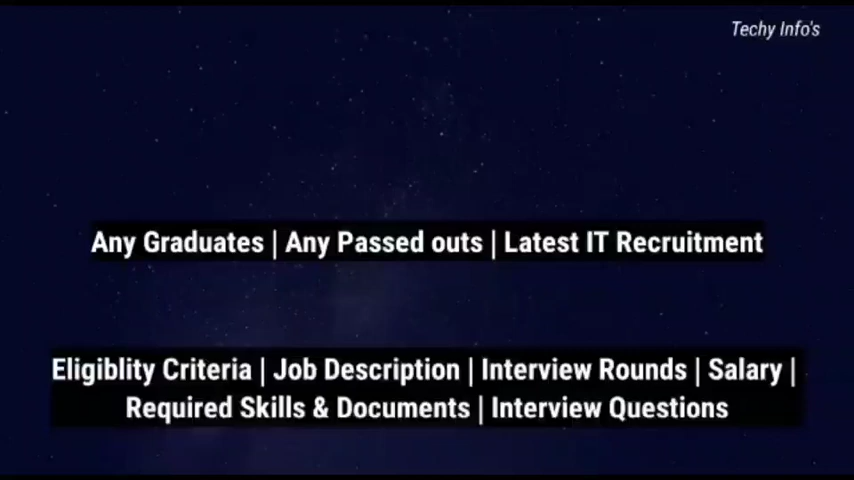 Techy Info's
Any Graduates | Any Passed outs | Latest IT Recruitment
Eligiblity Criteria | Job Description | Interview Rounds | Salary |
Required Skills & Documents | Interview Questions